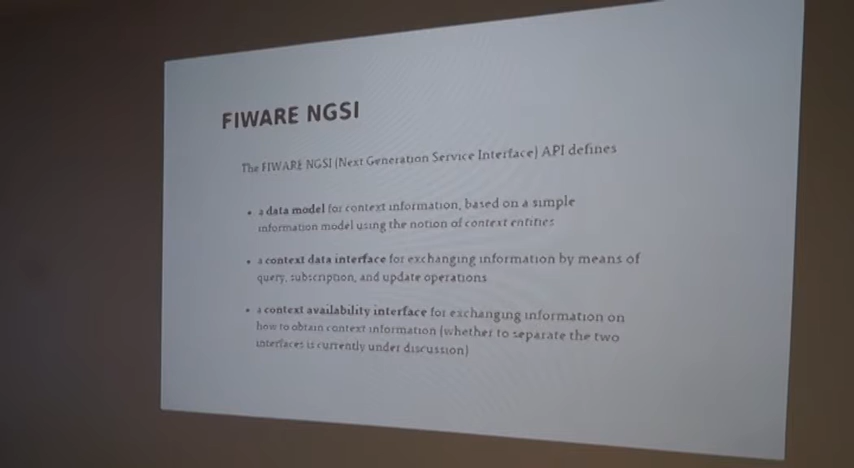 FIWARE NGSI
The FIWARE NGSI (Next Generation Service Interface) API defines
• a data model for context information, based on a simple
information model using the notion of context entities
• a context data interface for exchanging information by means of
query, subscription, and update operations
• a context availability interface for exchanging information on
how to obtain context information (whether to separate the two
interfaces is currently under discussion)